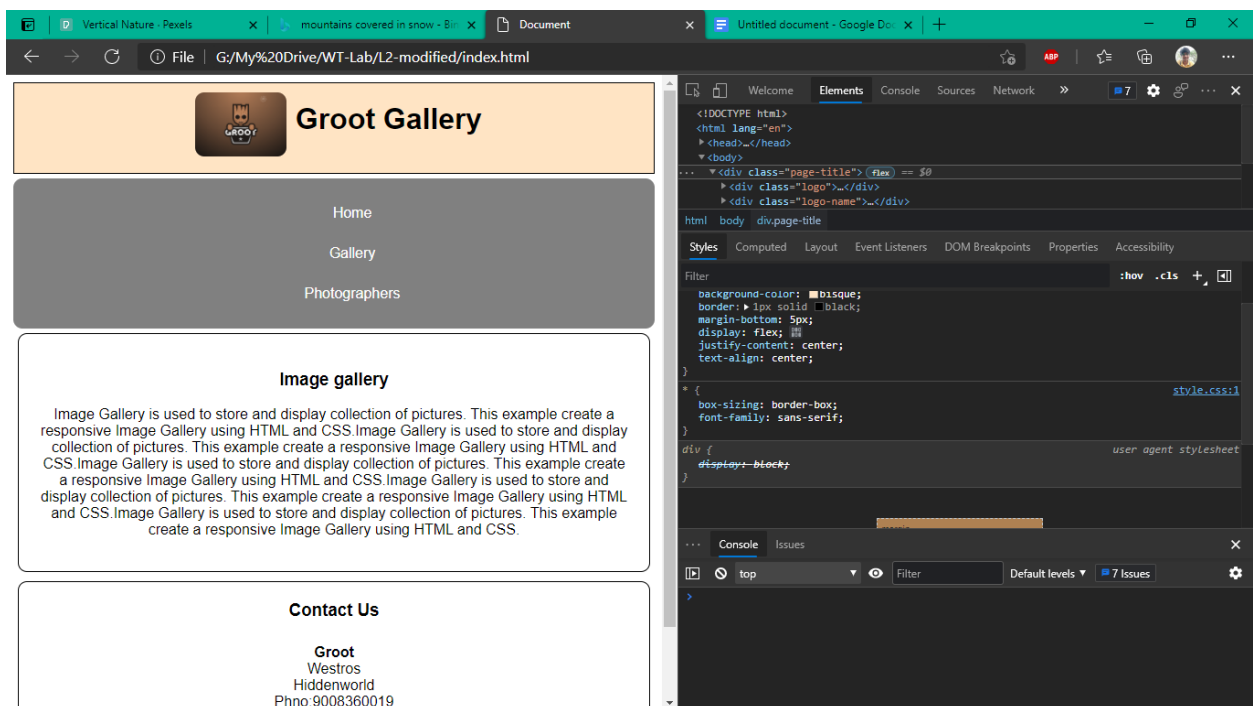 Vertical Nature - Pexels
mountains covered in snow - Bin
Document
Untitled document - Google Doc
File
G:/My%20Drive/WT-Lab/L2-modified/index.html
ABP
GROOT
Groot Gallery
Home
Gallery
Photographers
Image gallery
Image Gallery is used to store and display collection of pictures. This example create a
responsive Image Gallery using HTML and CSS.Image Gallery is used to store and display
collection of pictures. This example create a responsive Image Gallery using HTML and
CSS.Image Gallery is used to store and display collection of pictures. This example create
a responsive Image Gallery using HTML and CSS.Image Gallery is used to store and
display collection of pictures. This example create a responsive Image Gallery using HTML
and CSS.Image Gallery is used to store and display collection of pictures. This example
create a responsive Image Gallery using HTML and CSS.
Contact Us
Groot
Westros
Hiddenworld
Phno:9008360019
Welcome Elements Console Sources Network » 7
<!DOCTYPE html>
<html lang="en">
<head>…</head>
<body>
<div class="page-title"> flex == $0
<div class="logo">…</div>
<div class="logo-name">…</div>
html body div.page-title
Styles Computed Layout Event Listeners DOM Breakpoints Properties Accessibility
Filter :hov .cls +
background-color: bisque;
border: 1px solid black;
margin-bottom: 5px;
display: flex;
justify-content: center;
text-align: center;
}
* { style.css:1
box-sizing: border-box;
font-family: sans-serif;
}
div { user agent stylesheet
display: block;
}
Console Issues
top Filter Default levels 7 Issues